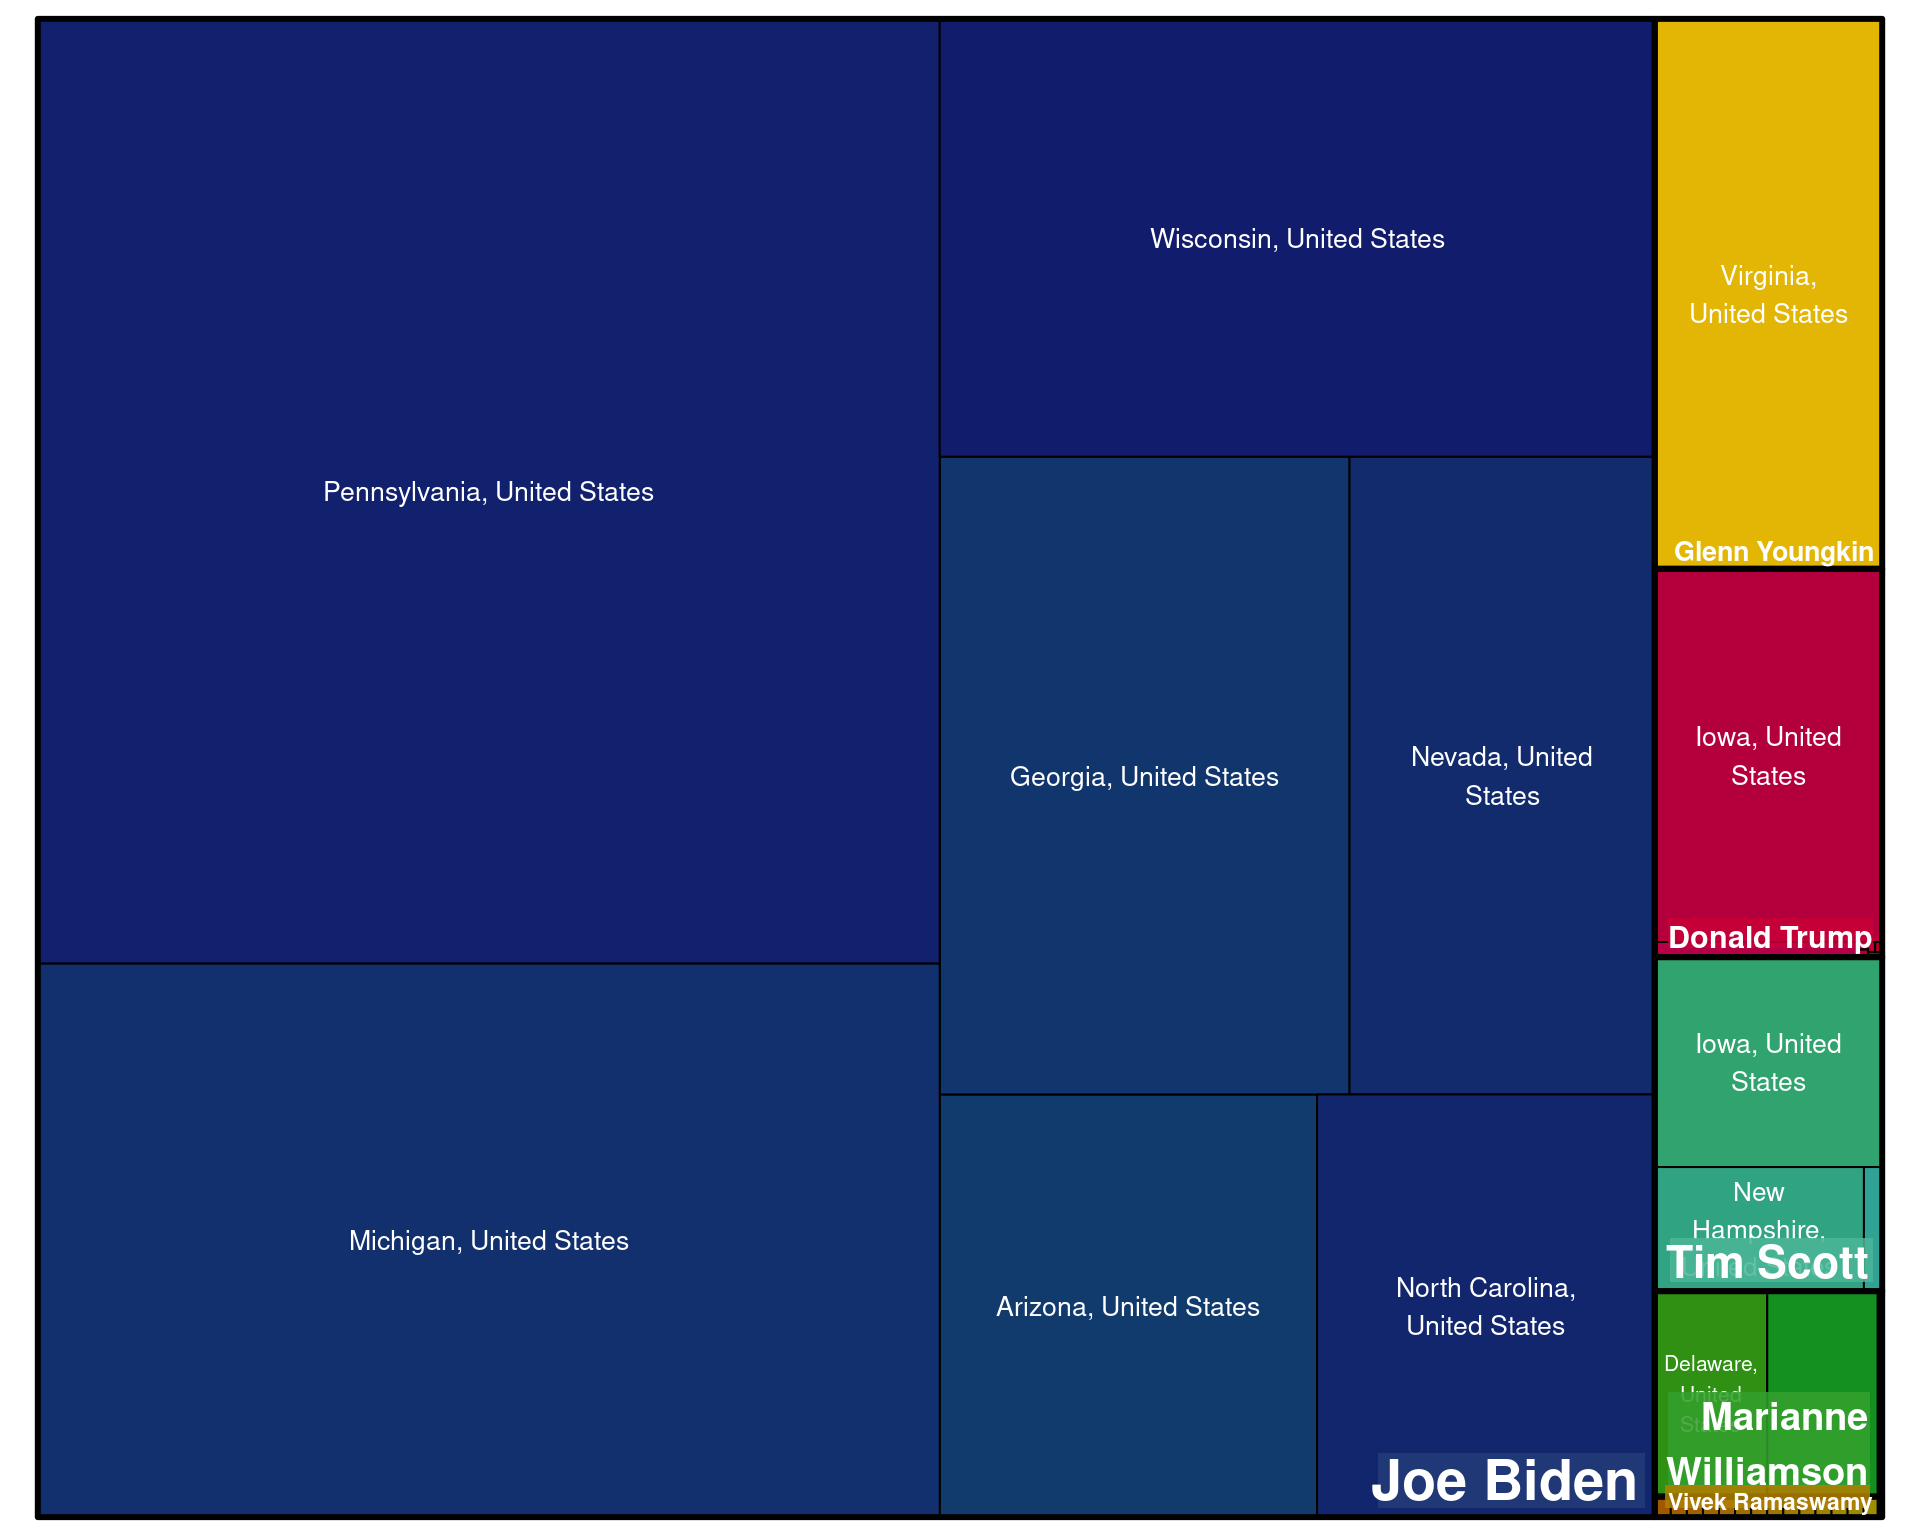 Pennsylvania, United States
Michigan, United States
Wisconsin, United States
Georgia, United States
Nevada, United
States
Arizona, United States
North Carolina,
United States
Joe Biden
Virginia,
United States
Glenn Youngkin
Iowa, United
States
Donald Trump
Iowa, United
States
New
Hampshire,
Tim Scott
Delaware,
United
Marianne
Williamson
Vivek Ramaswamy